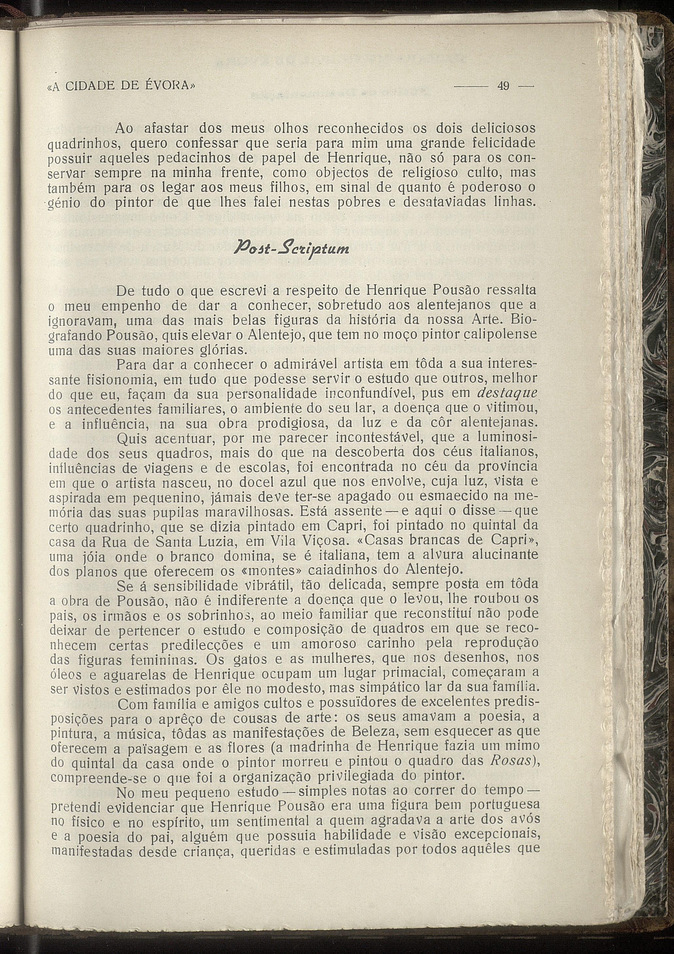 «A CIDADE DE ÉVORA» —— 49 —
Ao afastar dos meus olhos reconhecidos os dois deliciosos
quadrinhos, quero confessar que seria para mim uma grande felicidade
possuir aqueles pedacinhos de papel de Henrique, não só para os con-
servar sempre na minha frente, como objectos de religioso culto, mas
também para os legar aos meus filhos, em sinal de quanto é poderoso o
génio do pintor de que lhes falei nestas pobres e desataviadas linhas.
Post-Scriptum
De tudo o que escrevi a respeito de Henrique Pousão ressalta
o meu empenho de dar a conhecer, sobretudo aos alentejanos que a
ignoravam, uma das mais belas figuras da história da nossa Arte. Bio-
grafando Pousão, quis elevar o Alentejo, que tem no moço pintor calipolense
uma das suas maiores glórias.
Para dar a conhecer o admirável artista em tôda a sua interes-
sante fisionomia, em tudo que podesse servir o estudo que outros, melhor
do que eu, façam da sua personalidade inconfundível, pus em destaque
os antecedentes familiares, o ambiente do seu lar, a doença que o vitimou,
e a influência, na sua obra prodigiosa, da luz e da côr alentejanas.
Quis acentuar, por me parecer incontestável, que a luminosi-
dade dos seus quadros, mais do que na descoberta dos céus italianos,
influências de viagens e de escolas, foi encontrada no céu da província
em que o artista nasceu, no docel azul que nos envolve, cuja luz, vista e
aspirada em pequenino, jámais deve ter-se apagado ou esmaecido na me-
mória das suas pupilas maravilhosas. Está assente — e aqui o disse — que
certo quadrinho, que se dizia pintado em Capri, foi pintado no quintal da
casa da Rua de Santa Luzia, em Vila Viçosa. «Casas brancas de Capri»,
uma jóia onde o branco domina, se é italiana, tem a alvura alucinante
dos planos que oferecem os «montes» caiadinhos do Alentejo.
Se á sensibilidade vibrátil, tão delicada, sempre posta em tôda
a obra de Pousão, não é indiferente a doença que o levou, lhe roubou os
pais, os irmãos e os sobrinhos, ao meio familiar que reconstituí não pode
deixar de pertencer o estudo e composição de quadros em que se reco-
nhecem certas predilecções e um amoroso carinho pela reprodução
das figuras femininas. Os gatos e as mulheres, que nos desenhos, nos
óleos e aguarelas de Henrique ocupam um lugar primacial, começaram a
ser vistos e estimados por êle no modesto, mas simpático lar da sua família.
Com família e amigos cultos e possuïdores de excelentes predis-
posições para o aprêço de cousas de arte: os seus amavam a poesia, a
pintura, a música, tôdas as manifestações de Beleza, sem esquecer as que
oferecem a païsagem e as flores (a madrinha de Henrique fazia um mimo
do quintal da casa onde o pintor morreu e pintou o quadro das Rosas),
compreende-se o que foi a organização privilegiada do pintor.
No meu pequeno estudo — simples notas ao correr do tempo —
pretendi evidenciar que Henrique Pousão era uma figura bem portuguesa
no físico e no espírito, um sentimental a quem agradava a arte dos avós
e a poesia do pai, alguém que possuia habilidade e visão excepcionais,
manifestadas desde criança, queridas e estimuladas por todos aquêles que